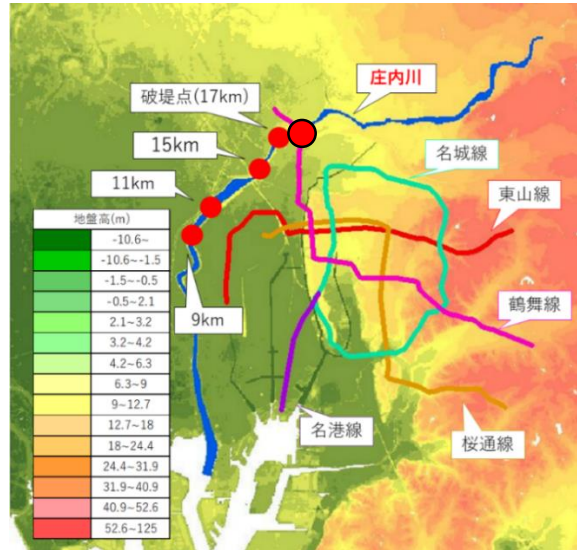 庄内川
破堤点(17km)
名城線
15km
東山線
11km
地盤高(m)
-10.6~
-10.6~-1.5
-1.5~-0.5
-0.5~2.1
2.1~3.2
3.2~4.2
4.2~6.3
6.3~9
9~12.7
12.7~18
18~24.4
24.4~31.9
31.9~40.9
40.9~52.6
52.6~125
9km
鶴舞線
名港線
桜通線